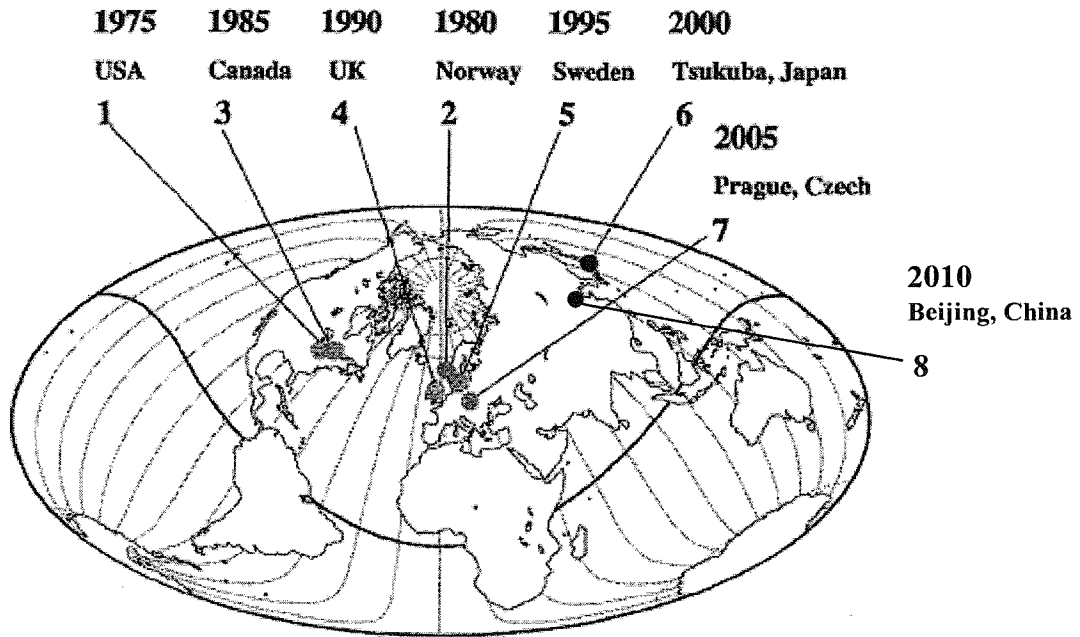 1975 1985 1990 1980 1995 2000
USA Canada UK Norway Sweden Tsukuba, Japan
1 3 4 2 5 6
2005
Prague, Czech
7
2010
Beijing, China
8